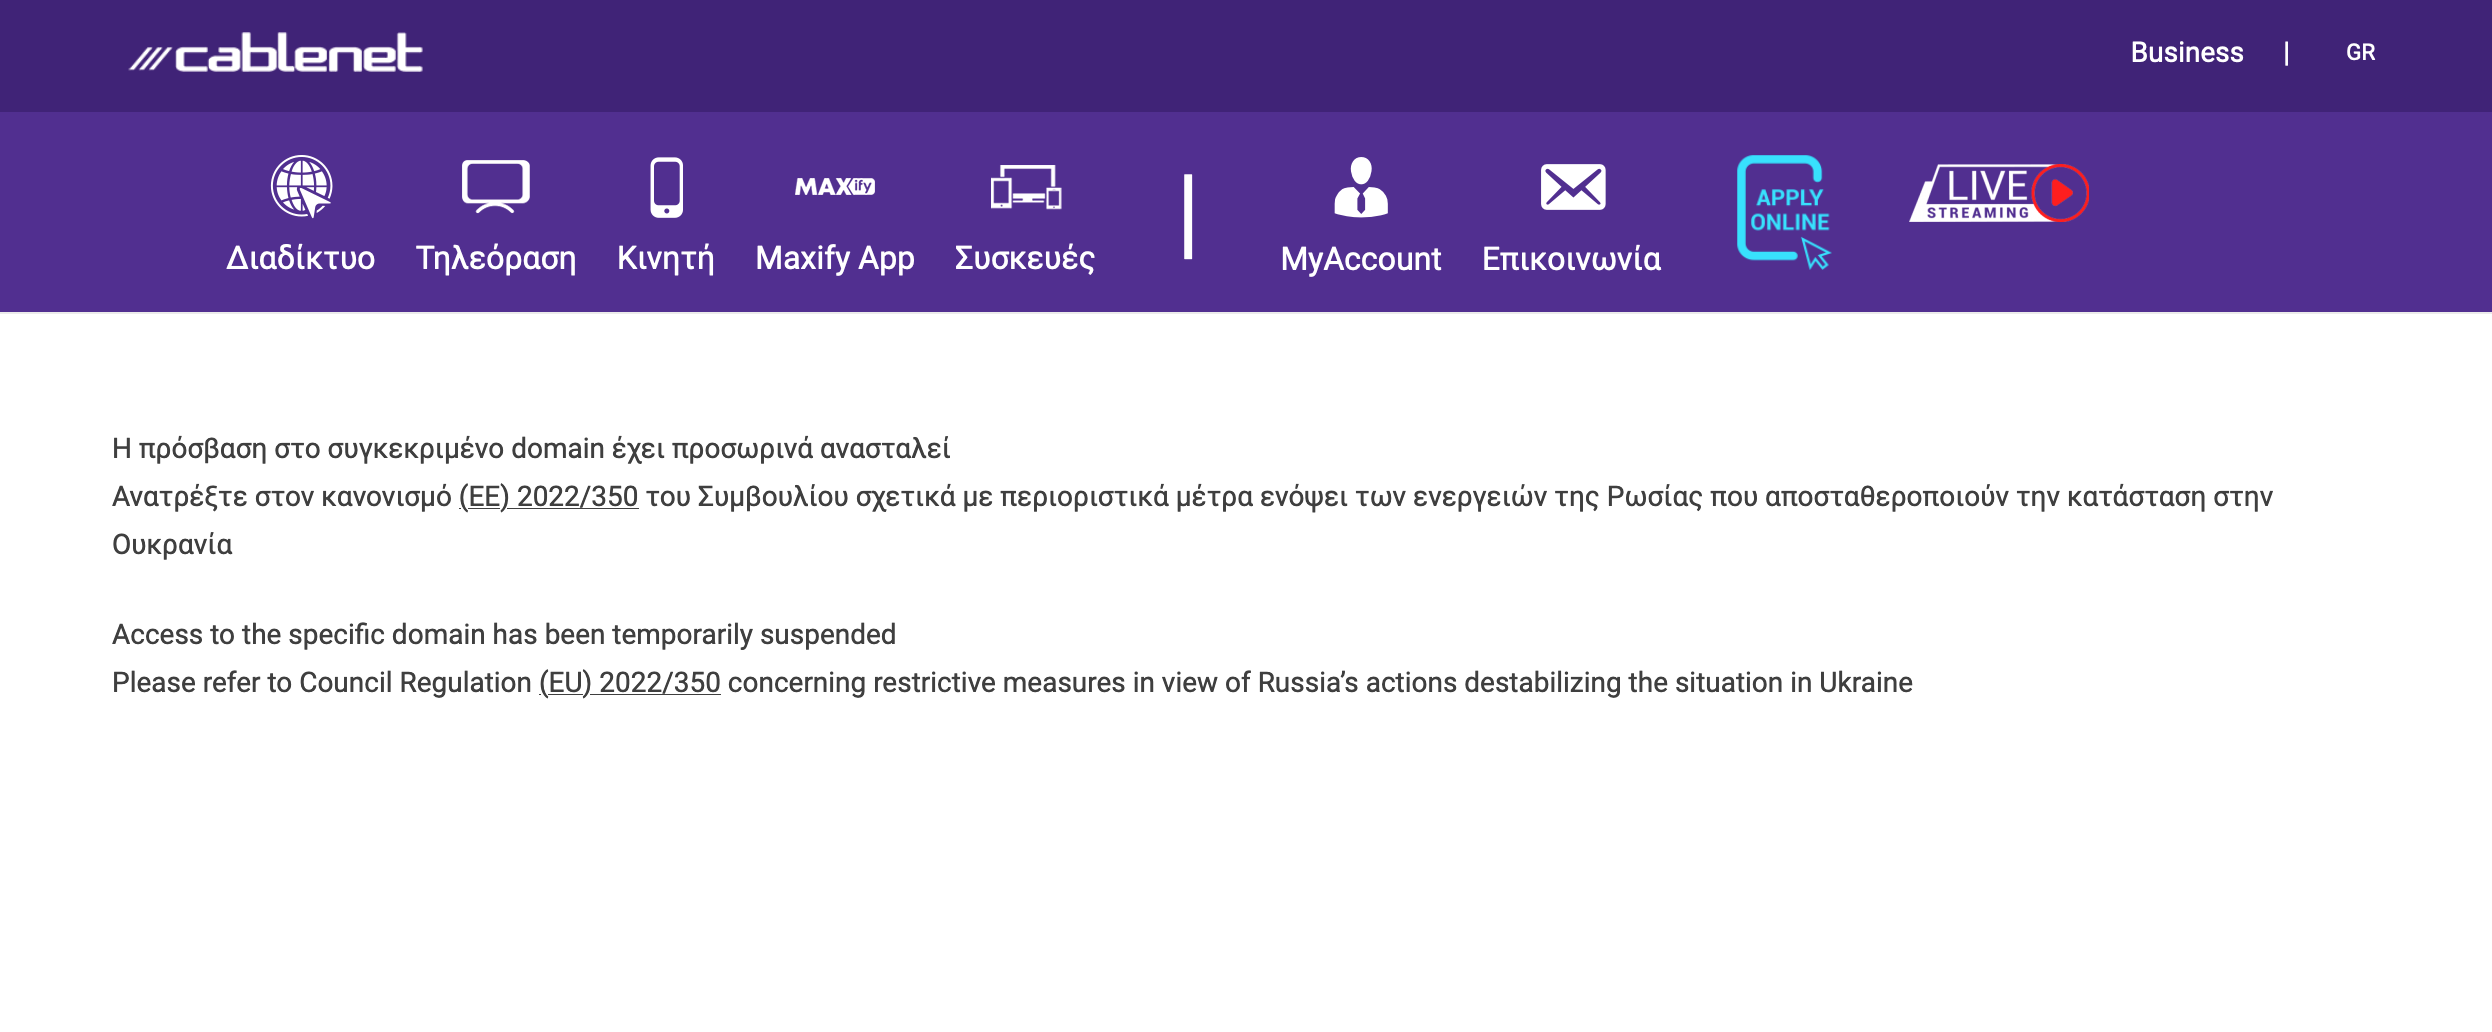 cablenet
Business | GR
MAXify
APPLY
ONLINE
LIVE
STREAMING
Διαδίκτυο Τηλεόραση Κινητή Maxify App Συσκευές MyAccount Επικοινωνία
Η πρόσβαση στο συγκεκριμένο domain έχει προσωρινά ανασταλεί
Ανατρέξτε στον κανονισμό (ΕΕ) 2022/350 του Συμβουλίου σχετικά με περιοριστικά μέτρα ενόψει των ενεργειών της Ρωσίας που αποσταθεροποιούν την κατάσταση στην
Ουκρανία
Access to the specific domain has been temporarily suspended
Please refer to Council Regulation (EU) 2022/350 concerning restrictive measures in view of Russia’s actions destabilizing the situation in Ukraine